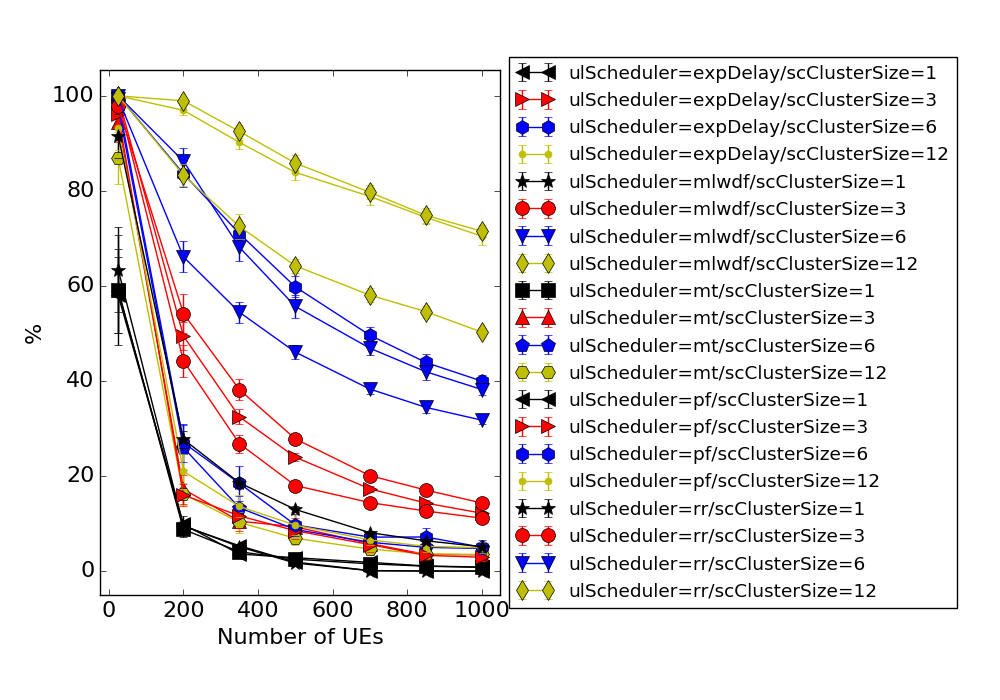 %
100
80
60
40
20
0
0
200
400
600
800
1000
Number of UEs
ulScheduler=expDelay/scClusterSize=1
ulScheduler=expDelay/scClusterSize=3
ulScheduler=expDelay/scClusterSize=6
ulScheduler=expDelay/scClusterSize=12
ulScheduler=mlwdf/scClusterSize=1
ulScheduler=mlwdf/scClusterSize=3
ulScheduler=mlwdf/scClusterSize=6
ulScheduler=mlwdf/scClusterSize=12
ulScheduler=mt/scClusterSize=1
ulScheduler=mt/scClusterSize=3
ulScheduler=mt/scClusterSize=6
ulScheduler=mt/scClusterSize=12
ulScheduler=pf/scClusterSize=1
ulScheduler=pf/scClusterSize=3
ulScheduler=pf/scClusterSize=6
ulScheduler=pf/scClusterSize=12
ulScheduler=rr/scClusterSize=1
ulScheduler=rr/scClusterSize=3
ulScheduler=rr/scClusterSize=6
ulScheduler=rr/scClusterSize=12